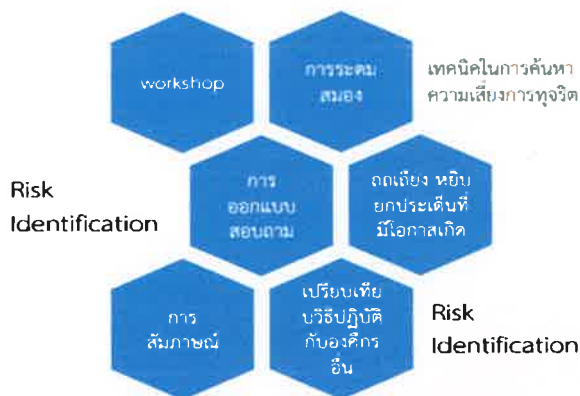 workshop
การระดม
สมอง
เทคนิคในการค้นหา
ความเสี่ยงการทุจริต
Risk
Identification
การ
ออกแบบ
สอบถาม
ถกเถียง หยิบ
ยกประเด็นที่
มีโอกาสเกิด
การ
สัมภาษณ์
เปรียบเทีย
บวิธีปฏิบัติ
กับองค์กร
อื่น
Risk
Identification